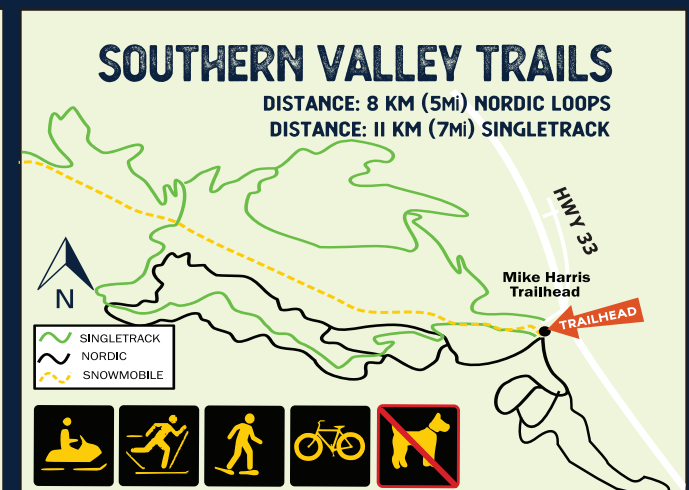 SOUTHERN VALLEY TRAILS
DISTANCE: 8 KM (5Mi) NORDIC LOOPS
DISTANCE: 11 KM (7Mi) SINGLETRACK
HWY 33
Mike Harris
Trailhead
TRAILHEAD
N
SINGLETRACK
NORDIC
SNOWMOBILE